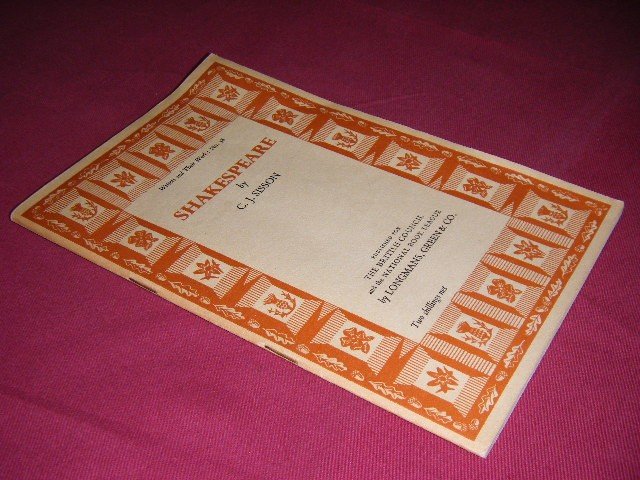 Writers and Their Work : No. 58
SHAKESPEARE
by
C. J. SISSON
PUBLISHED FOR
THE BRITISH COUNCIL
and the NATIONAL BOOK LEAGUE
by LONGMANS, GREEN & CO.
Two shillings net